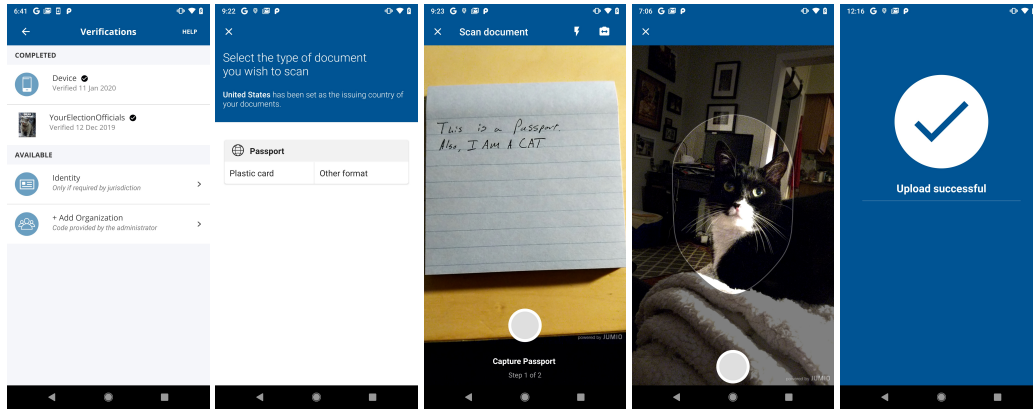 6:41
Verifications
HELP
COMPLETED
Device
Verified 11 Jan 2020
YourElectionOfficials
Verified 12 Dec 2019
AVAILABLE
Identity
Only if required by jurisdiction
+ Add Organization
Code provided by the administrator
9:22
Select the type of document
you wish to scan
United States has been set as the issuing country of
your documents.
Passport
Plastic card
Other format
9:23
Scan document
This is a Passport.
Also, I AM A CAT
powered by JUMIO
Capture Passport
Step 1 of 2
7:06
powered by JUMIO
12:16
Upload successful